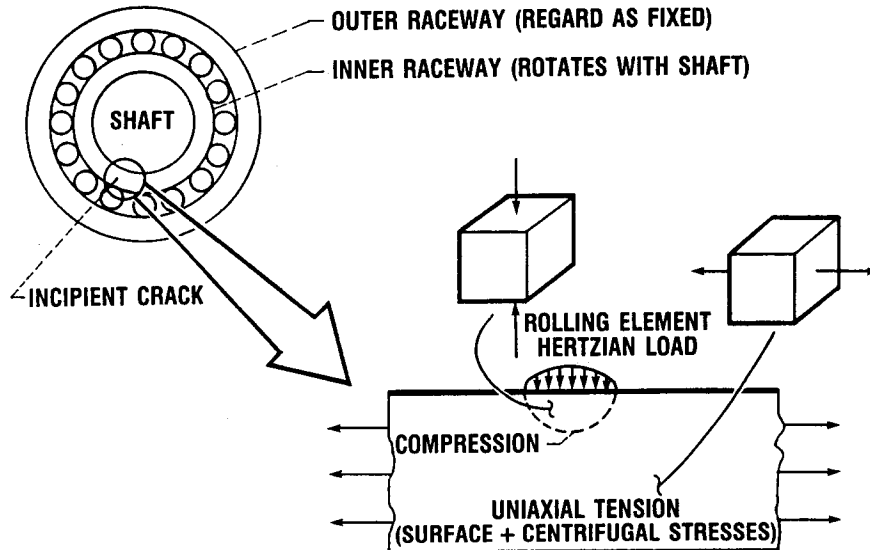 OUTER RACEWAY (REGARD AS FIXED)
INNER RACEWAY (ROTATES WITH SHAFT)
SHAFT
INCIPIENT CRACK
ROLLING ELEMENT
HERTZIAN LOAD
COMPRESSION
UNIAXIAL TENSION
(SURFACE + CENTRIFUGAL STRESSES)